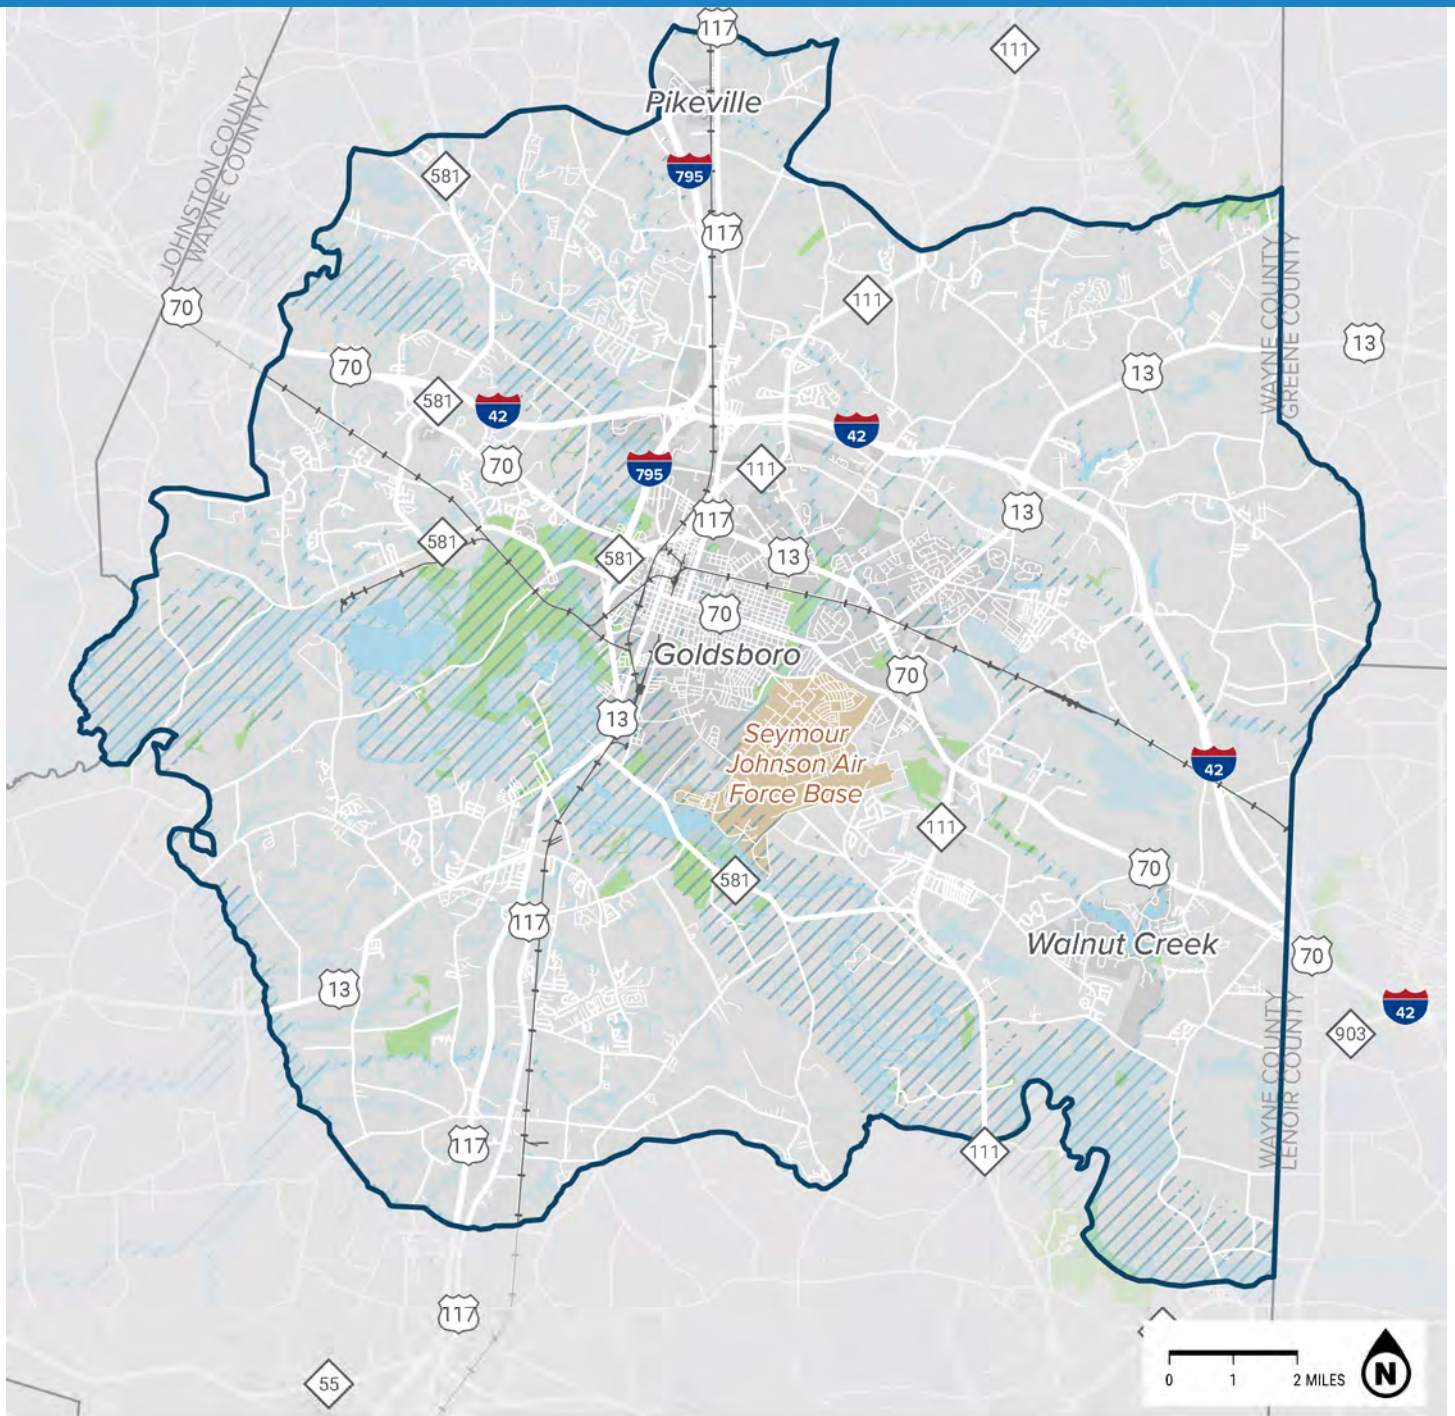 117
111
Pikeville
JOHNSTON COUNTY
WAYNE COUNTY
795
581
117
WAYNE COUNTY
GREENE COUNTY
111
70
13
70
13
581
42
42
70
795
111
117
13
581
13
581
70
Goldsboro
70
13
Seymour
Johnson Air
Force Base
42
111
70
581
117
Walnut Creek
70
13
42
903
WAYNE COUNTY
LENOIR COUNTY
117
111
117
55
0 1 2 MILES
N